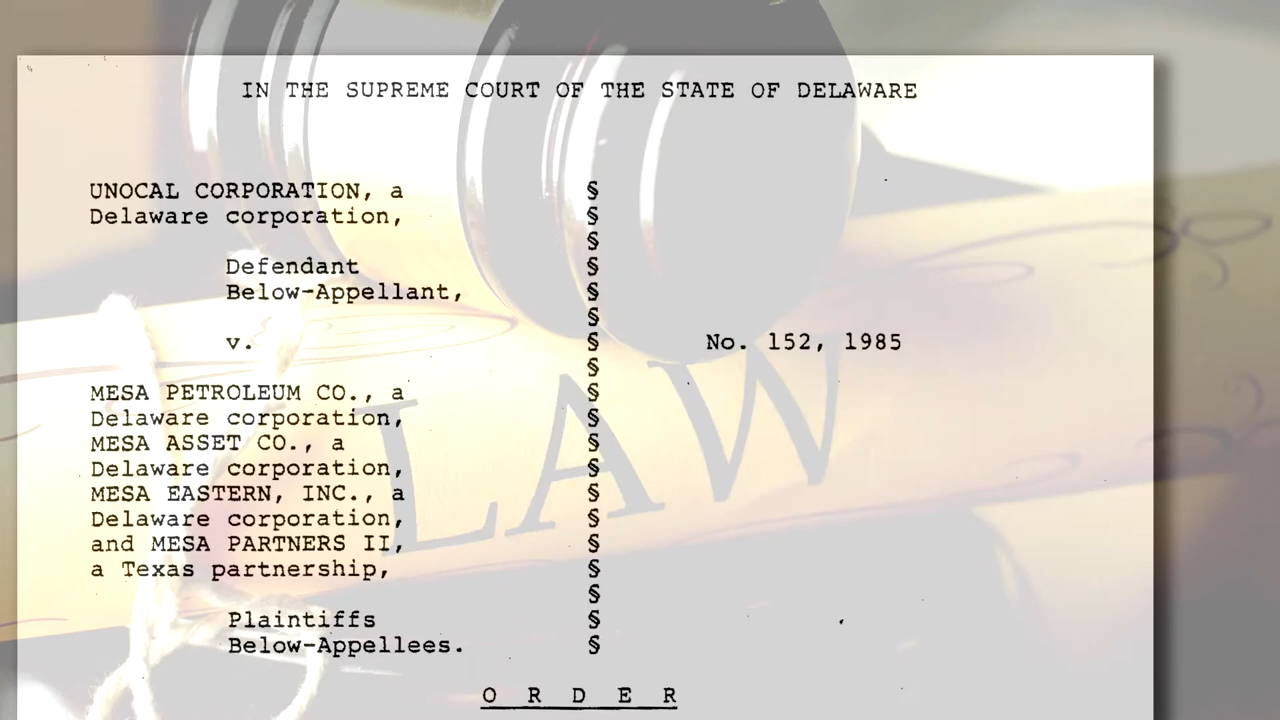 IN THE SUPREME COURT OF THE STATE OF DELAWARE
UNOCAL CORPORATION, a §
Delaware corporation, §
§
Defendant §
Below-Appellant, §
§
v. § No. 152, 1985
§
MESA PETROLEUM CO., a §
Delaware corporation, §
MESA ASSET CO., a §
Delaware corporation, §
MESA EASTERN, INC., a §
Delaware corporation, §
and MESA PARTNERS II, §
a Texas partnership, §
§
Plaintiffs §
Below-Appellees. §
O R D E R
LAW